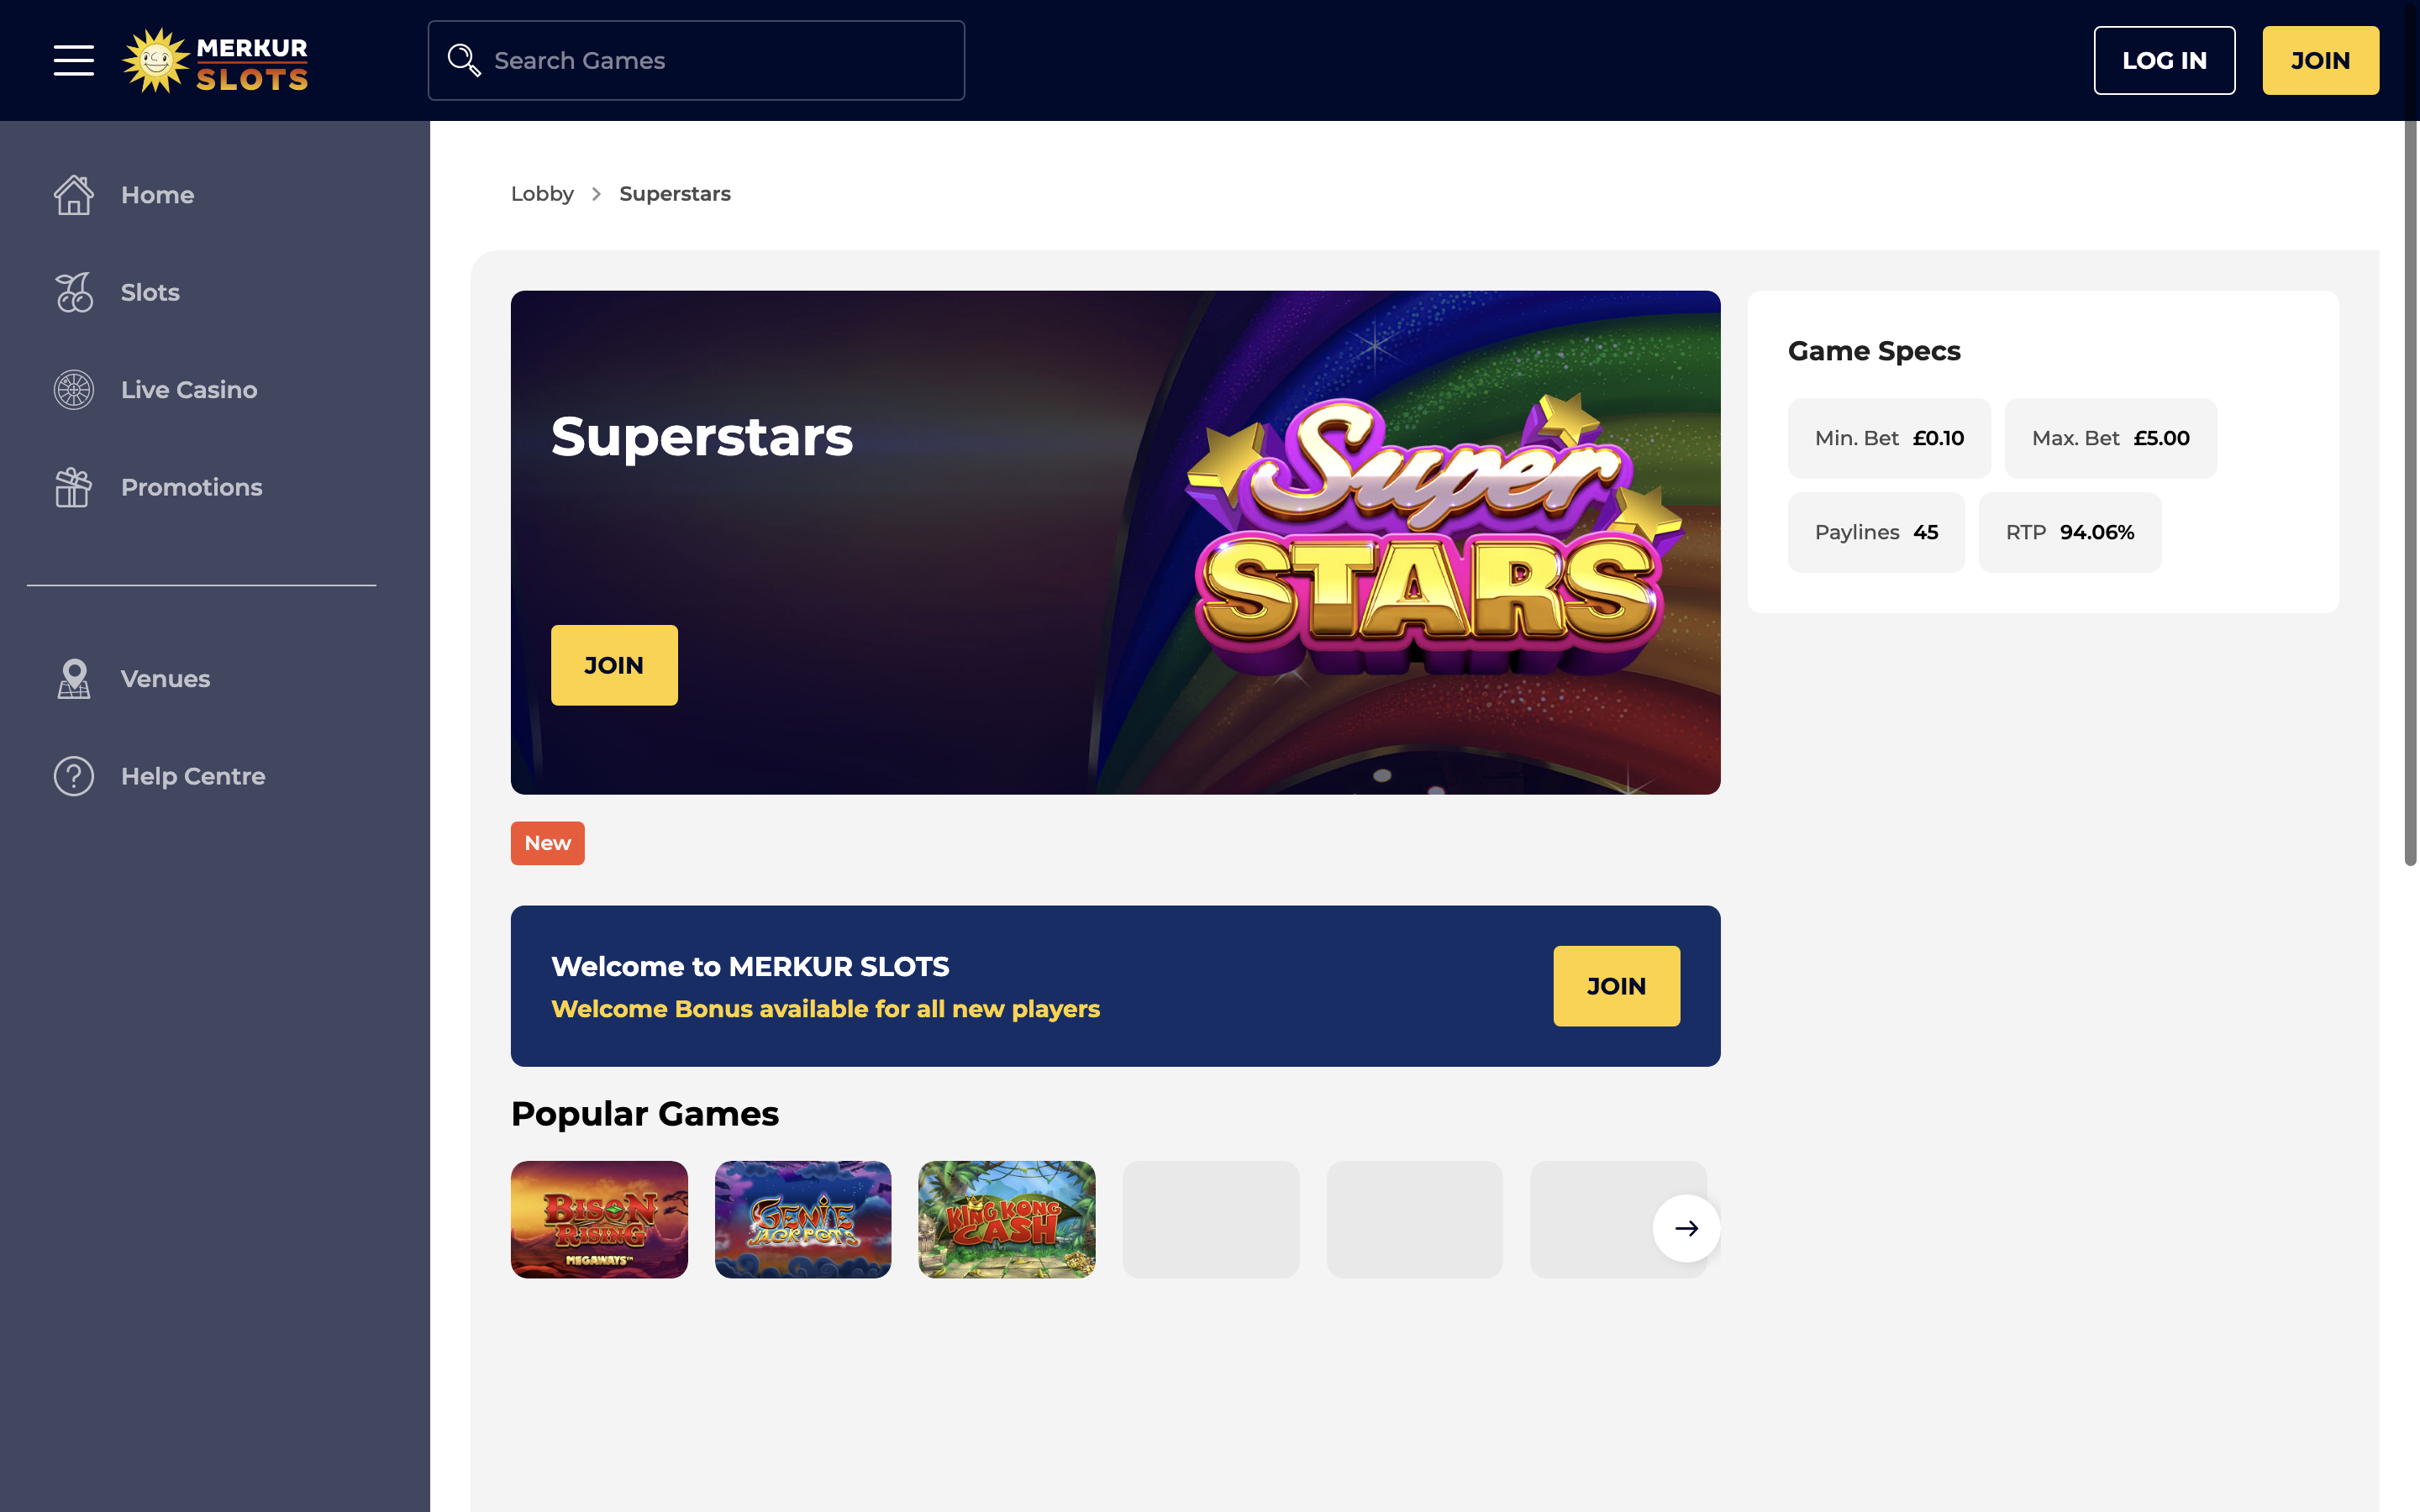 MERKUR
SLOTS
Search Games
LOG IN
JOIN
Home
Slots
Live Casino
Promotions
Venues
Help Centre
Lobby > Superstars
Superstars
JOIN
Super
STARS
Game Specs
Min. Bet £0.10
Max. Bet £5.00
Paylines 45
RTP 94.06%
New
Welcome to MERKUR SLOTS
Welcome Bonus available for all new players
JOIN
Popular Games
BISON
RISING
MEGAWAYS™
GENIE
JACKPOTS
KING KONG
CASH